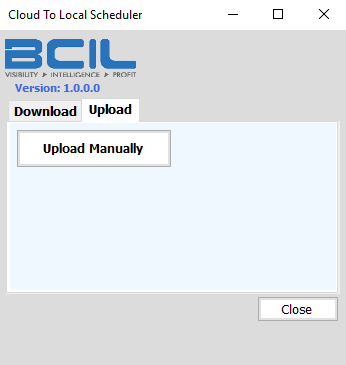 Cloud To Local Scheduler
BCIL
VISIBILITY > INTELLIGENCE > PROFIT
Version: 1.0.0.0
Download Upload
Upload Manually
Close